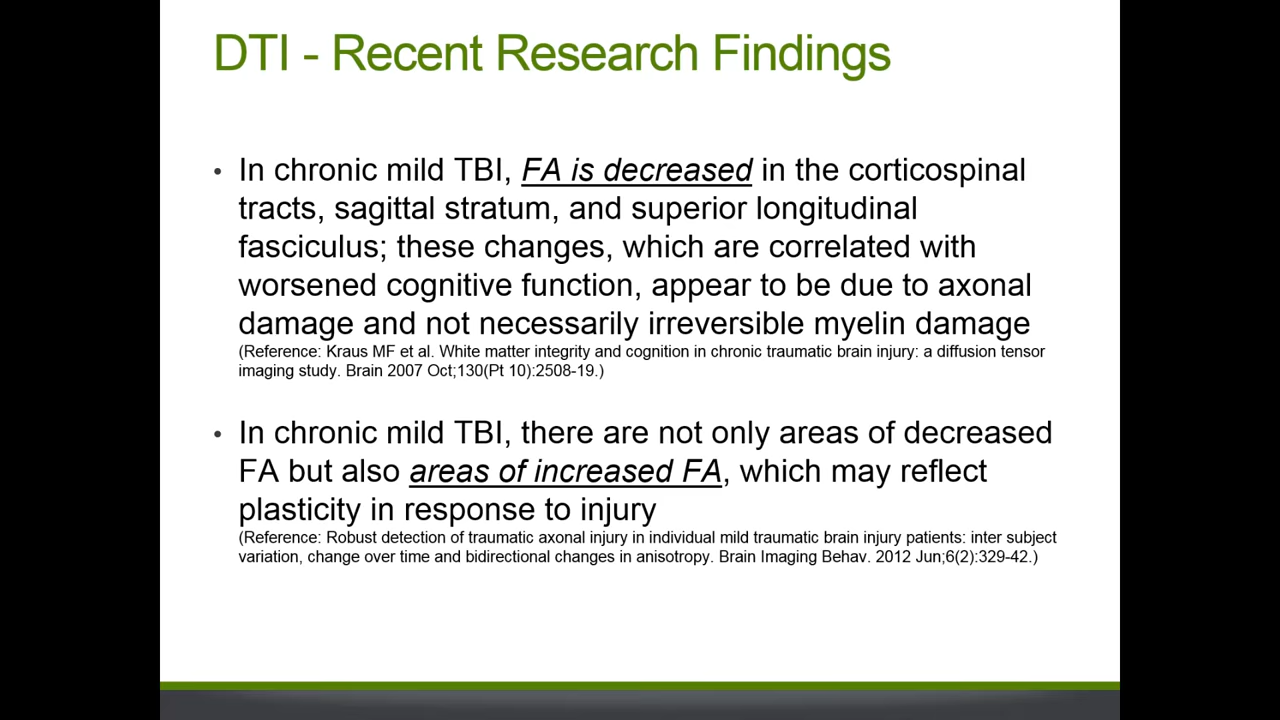 DTI - Recent Research Findings
• In chronic mild TBI, FA is decreased in the corticospinal
tracts, sagittal stratum, and superior longitudinal
fasciculus; these changes, which are correlated with
worsened cognitive function, appear to be due to axonal
damage and not necessarily irreversible myelin damage
(Reference: Kraus MF et al. White matter integrity and cognition in chronic traumatic brain injury: a diffusion tensor
imaging study. Brain 2007 Oct;130(Pt 10):2508-19.)
• In chronic mild TBI, there are not only areas of decreased
FA but also areas of increased FA, which may reflect
plasticity in response to injury
(Reference: Robust detection of traumatic axonal injury in individual mild traumatic brain injury patients: inter subject
variation, change over time and bidirectional changes in anisotropy. Brain Imaging Behav. 2012 Jun;6(2):329-42.)